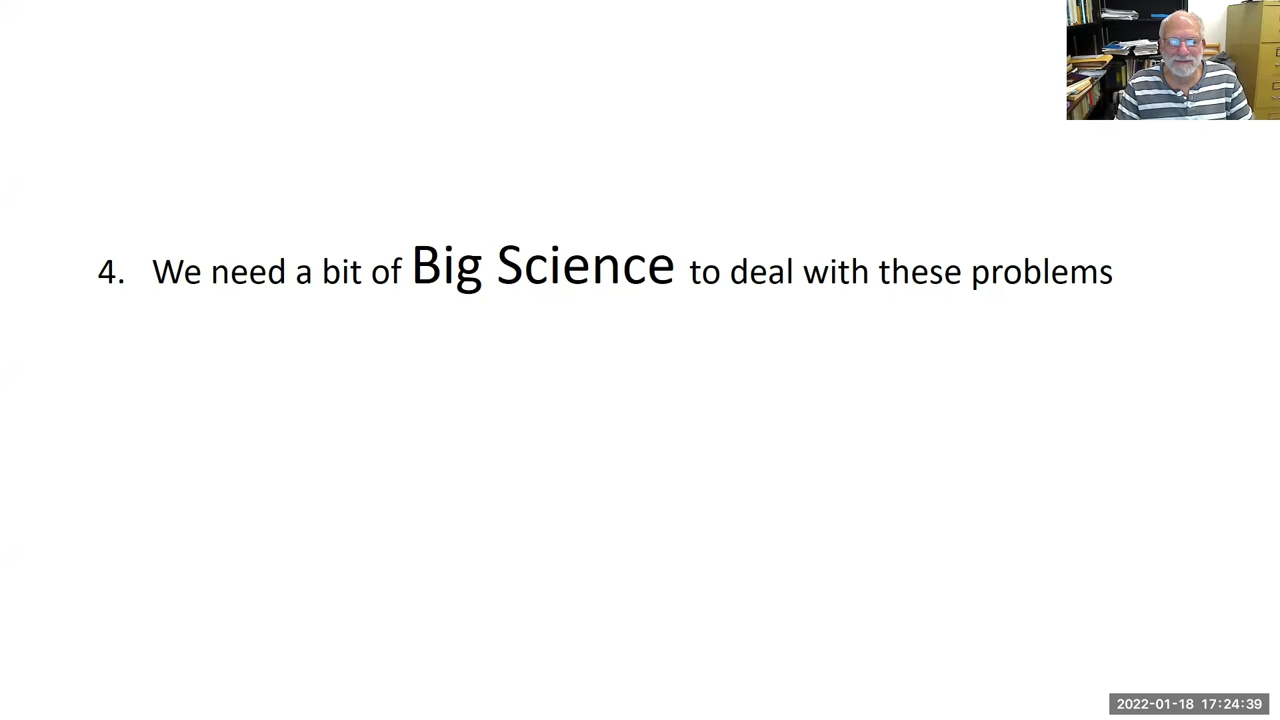 4. We need a bit of Big Science to deal with these problems
2022-01-18 17:24:39